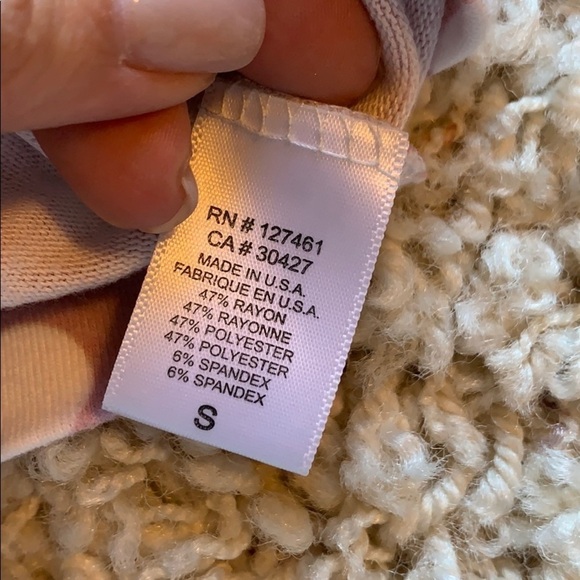 RN # 127461
CA # 30427
MADE IN U.S.A.
FABRIQUE EN U.S.A.
47% RAYON
47% RAYONNE
47% POLYESTER
47% POLYESTER
6% SPANDEX
6% SPANDEX
S